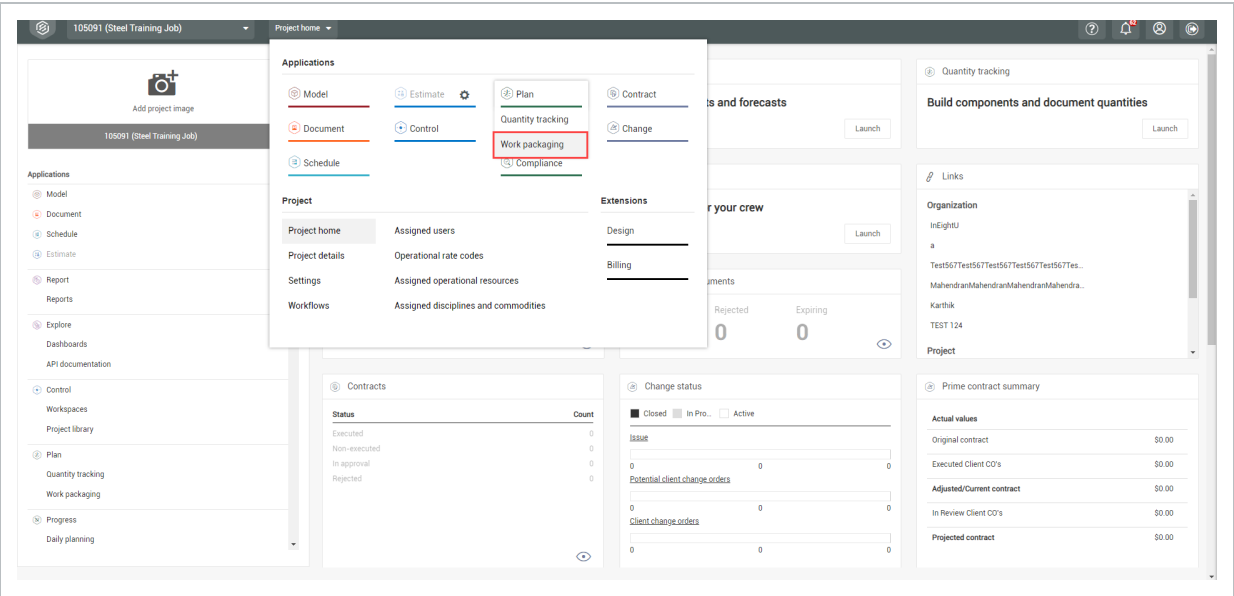 105091 (Steel Training Job)
Project home
62
Add project image
105091 (Steel Training Job)
Applications
Model
Document
Schedule
Estimate
Report
Reports
Explore
Dashboards
API documentation
Control
Workspaces
Project library
Plan
Quantity tracking
Work packaging
Progress
Daily planning
Applications
Model
Estimate
Plan
Contract
Quantity tracking
Document
Control
Change
Work packaging
Schedule
Compliance
Project
Extensions
Project home
Assigned users
Design
Project details
Operational rate codes
Billing
Settings
Assigned operational resources
Workflows
Assigned disciplines and commodities
ts and forecasts
Launch
r your crew
Launch
uments
Rejected
Expiring
0
0
Quantity tracking
Build components and document quantities
Launch
Links
Organization
InEightU
a
Test567Test567Test567Test567Test567Tes...
MahendranMahendranMahendranMahendra...
Karthik
TEST 124
Project
Contracts
Status Count
Executed 0
Non-executed 0
In approval 0
Rejected 0
Change status
Closed In Pro... Active
Issue
0 0 0
Potential client change orders
0 0 0
Client change orders
0 0 0
Prime contract summary
Actual values
Original contract $0.00
Executed Client CO's $0.00
Adjusted/Current contract $0.00
In Review Client CO's $0.00
Projected contract $0.00